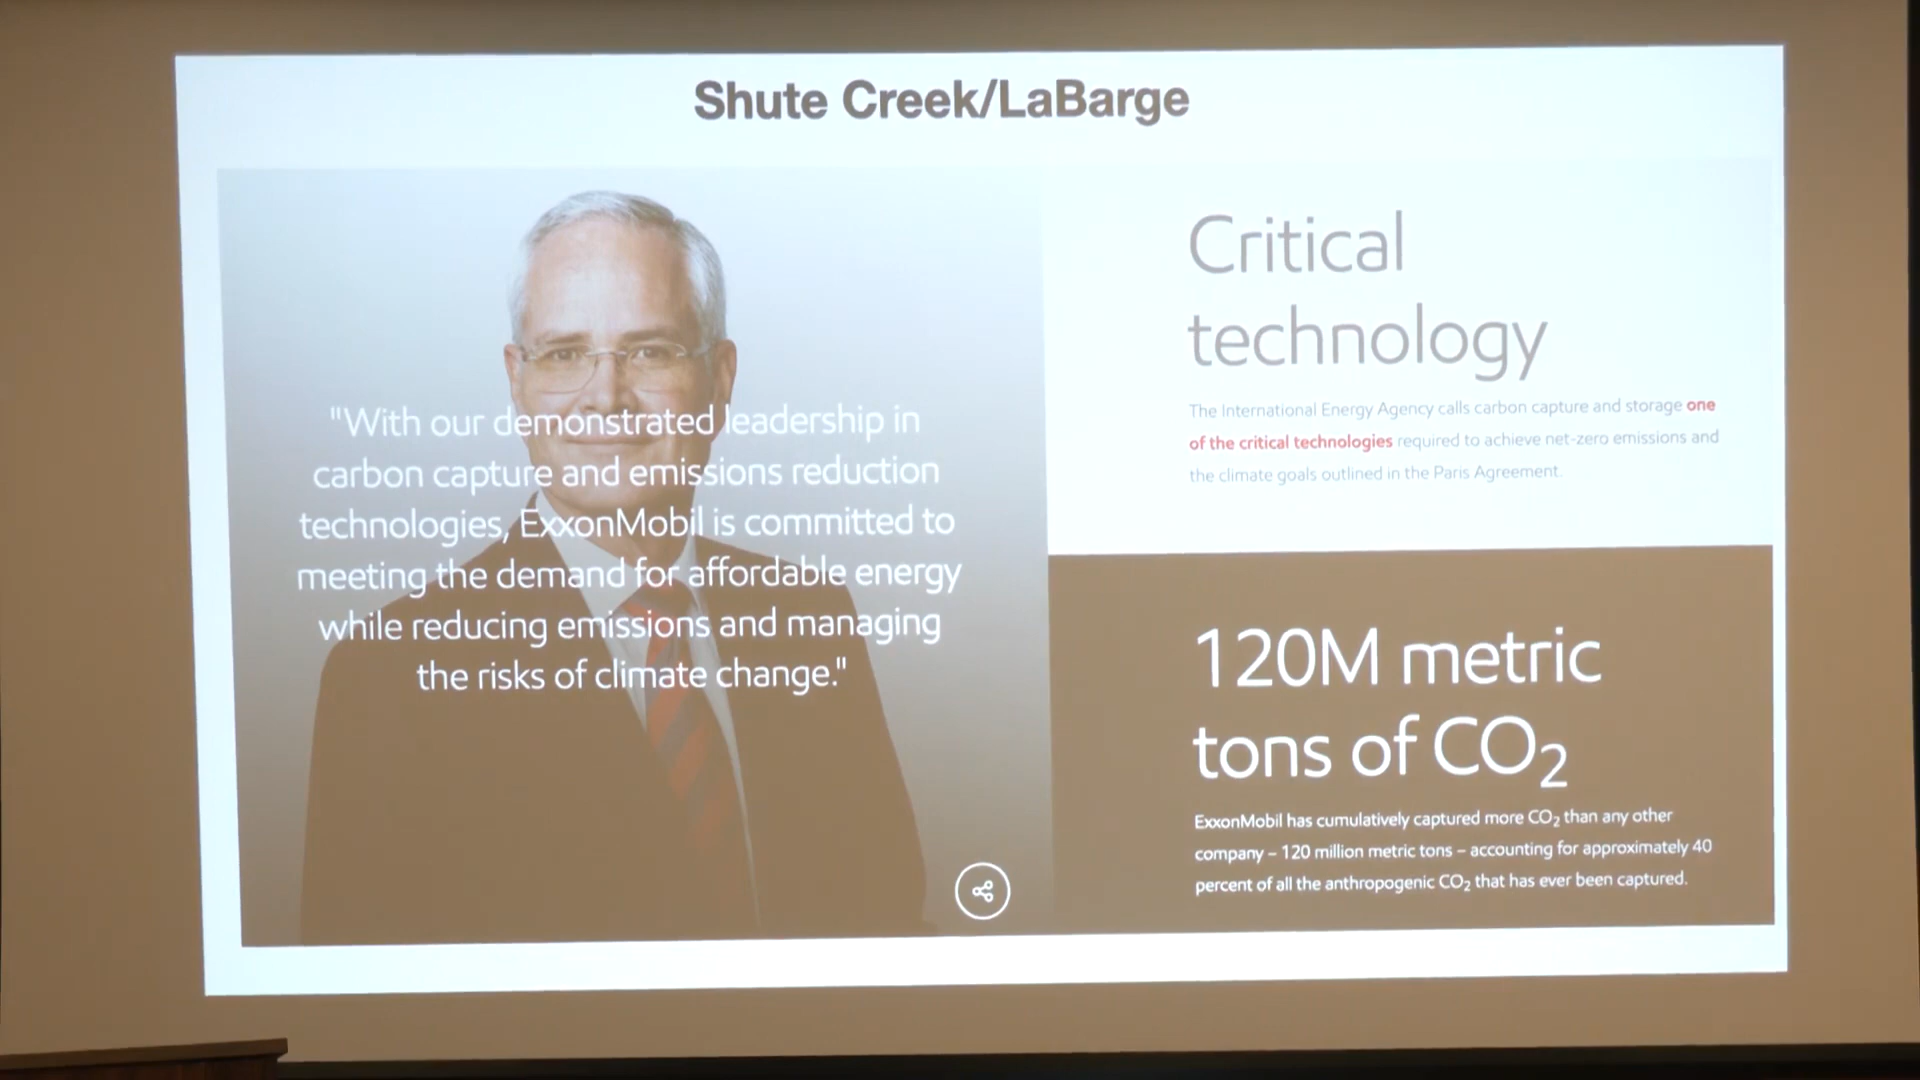 Shute Creek/LaBarge
"With our demonstrated leadership in
carbon capture and emissions reduction
technologies, ExxonMobil is committed to
meeting the demand for affordable energy
while reducing emissions and managing
the risks of climate change."
Critical
technology
The International Energy Agency calls carbon capture and storage one
of the critical technologies required to achieve net-zero emissions and
the climate goals outlined in the Paris Agreement.
120M metric
tons of CO₂
ExxonMobil has cumulatively captured more CO₂ than any other
company – 120 million metric tons – accounting for approximately 40
percent of all the anthropogenic CO₂ that has ever been captured.